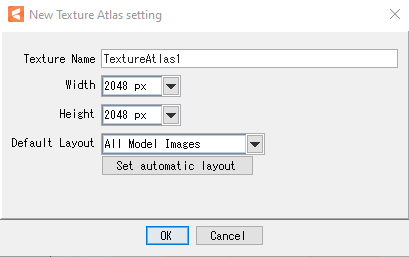 New Texture Atlas setting
Texture Name TextureAtlas1
Width 2048 px
Height 2048 px
Default Layout All Model Images
Set automatic layout
OK Cancel